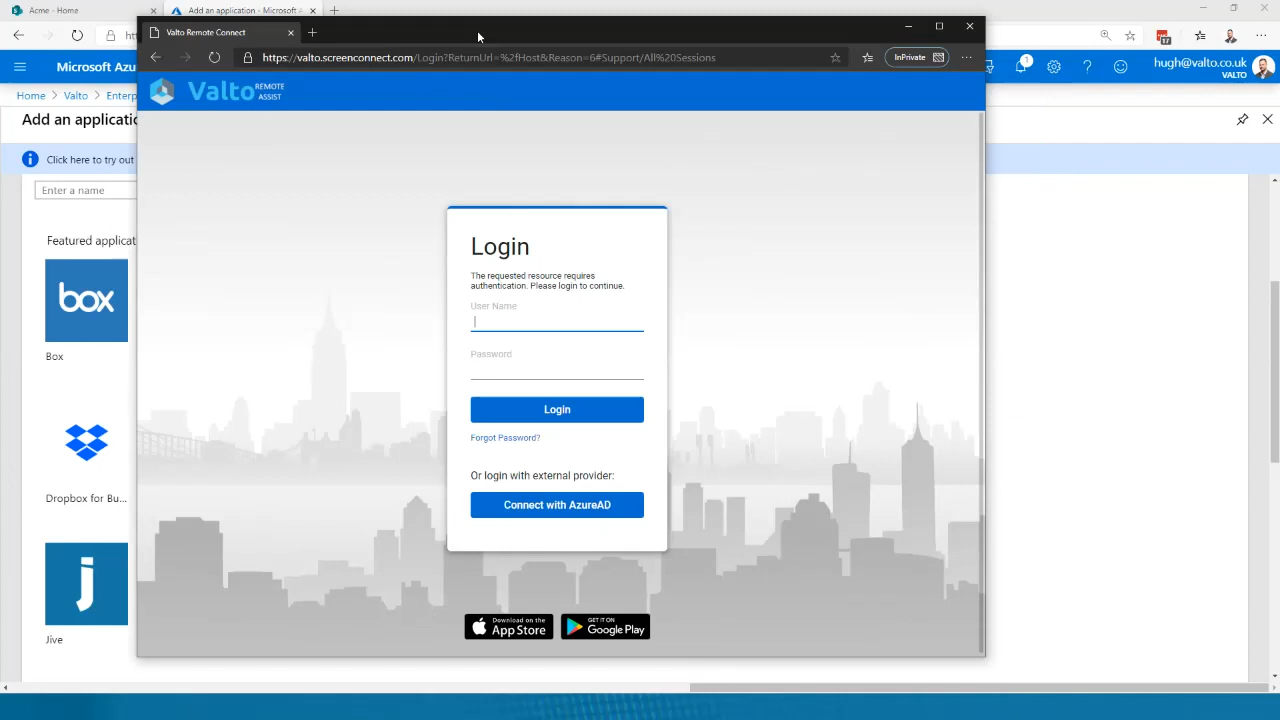 Acme - Home
Add an application - Microsoft A
htt
Microsoft Azu
17
1
hugh@valto.co.uk
VALTO
Home
Valto
Enterp
Add an applicatic
Click here to try out
Enter a name
Featured applicat
box
Box
Dropbox for Bu...
Jive
Valto Remote Connect
https://valto.screenconnect.com/Login?ReturnUrl=%2fHost&Reason=6#Support/All%20Sessions
InPrivate
Valto REMOTE
ASSIST
Login
The requested resource requires
authentication. Please login to continue.
User Name
Password
Login
Forgot Password?
Or login with external provider:
Connect with AzureAD
Download on the
App Store
GET IT ON
Google Play